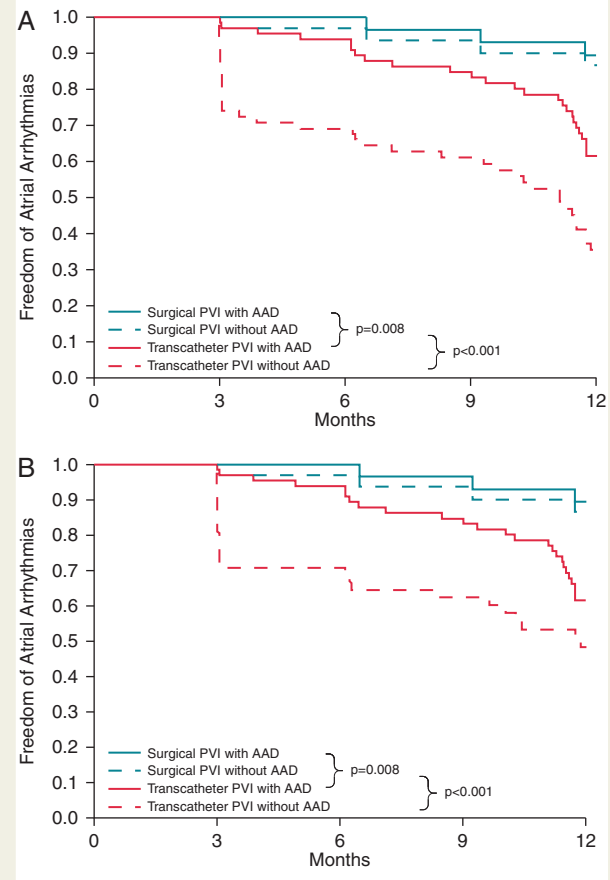 A
Freedom of Atrial Arrhythmias
1.0
0.9
0.8
0.7
0.6
0.5
0.4
0.3
0.2
0.1
0.0
Surgical PVI with AAD
Surgical PVI without AAD
Transcatheter PVI with AAD
Transcatheter PVI without AAD
p=0.008
p<0.001
0 3 6 9 12
Months
B
Freedom of Atrial Arrhythmias
1.0
0.9
0.8
0.7
0.6
0.5
0.4
0.3
0.2
0.1
0.0
Surgical PVI with AAD
Surgical PVI without AAD
Transcatheter PVI with AAD
Transcatheter PVI without AAD
p=0.008
p<0.001
0 3 6 9 12
Months